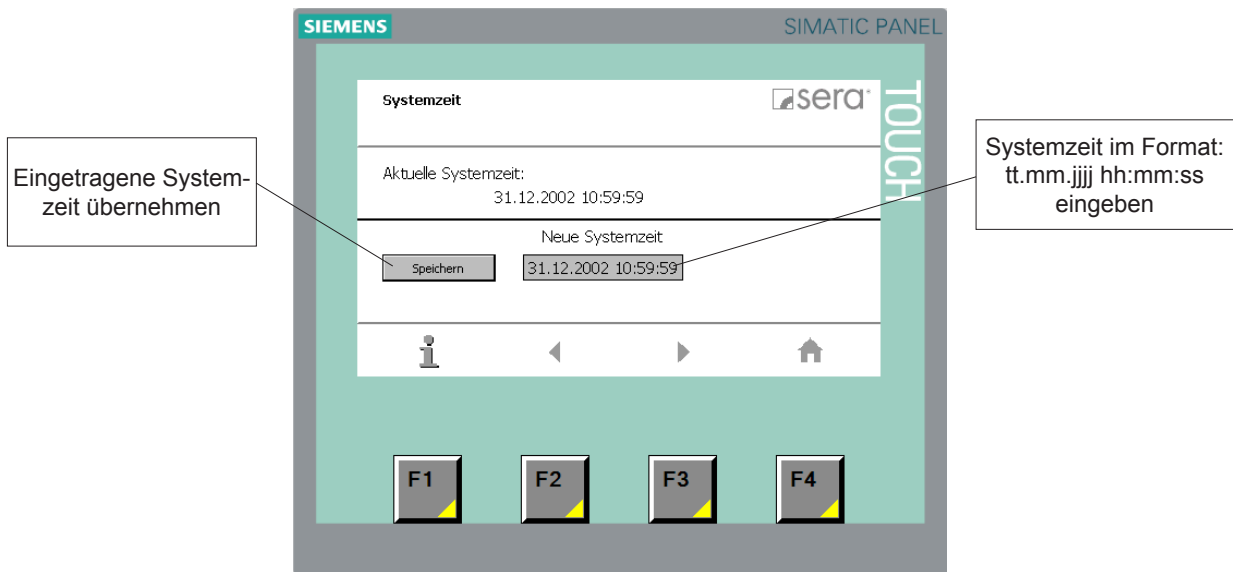 SIEMENS
SIMATIC PANEL
TOUCH
Systemzeit
sera
Aktuelle Systemzeit:
31.12.2002 10:59:59
Neue Systemzeit
Speichern
31.12.2002 10:59:59
F1
F2
F3
F4
Eingetragene System-
zeit übernehmen
Systemzeit im Format:
tt.mm.jjjj hh:mm:ss
eingeben